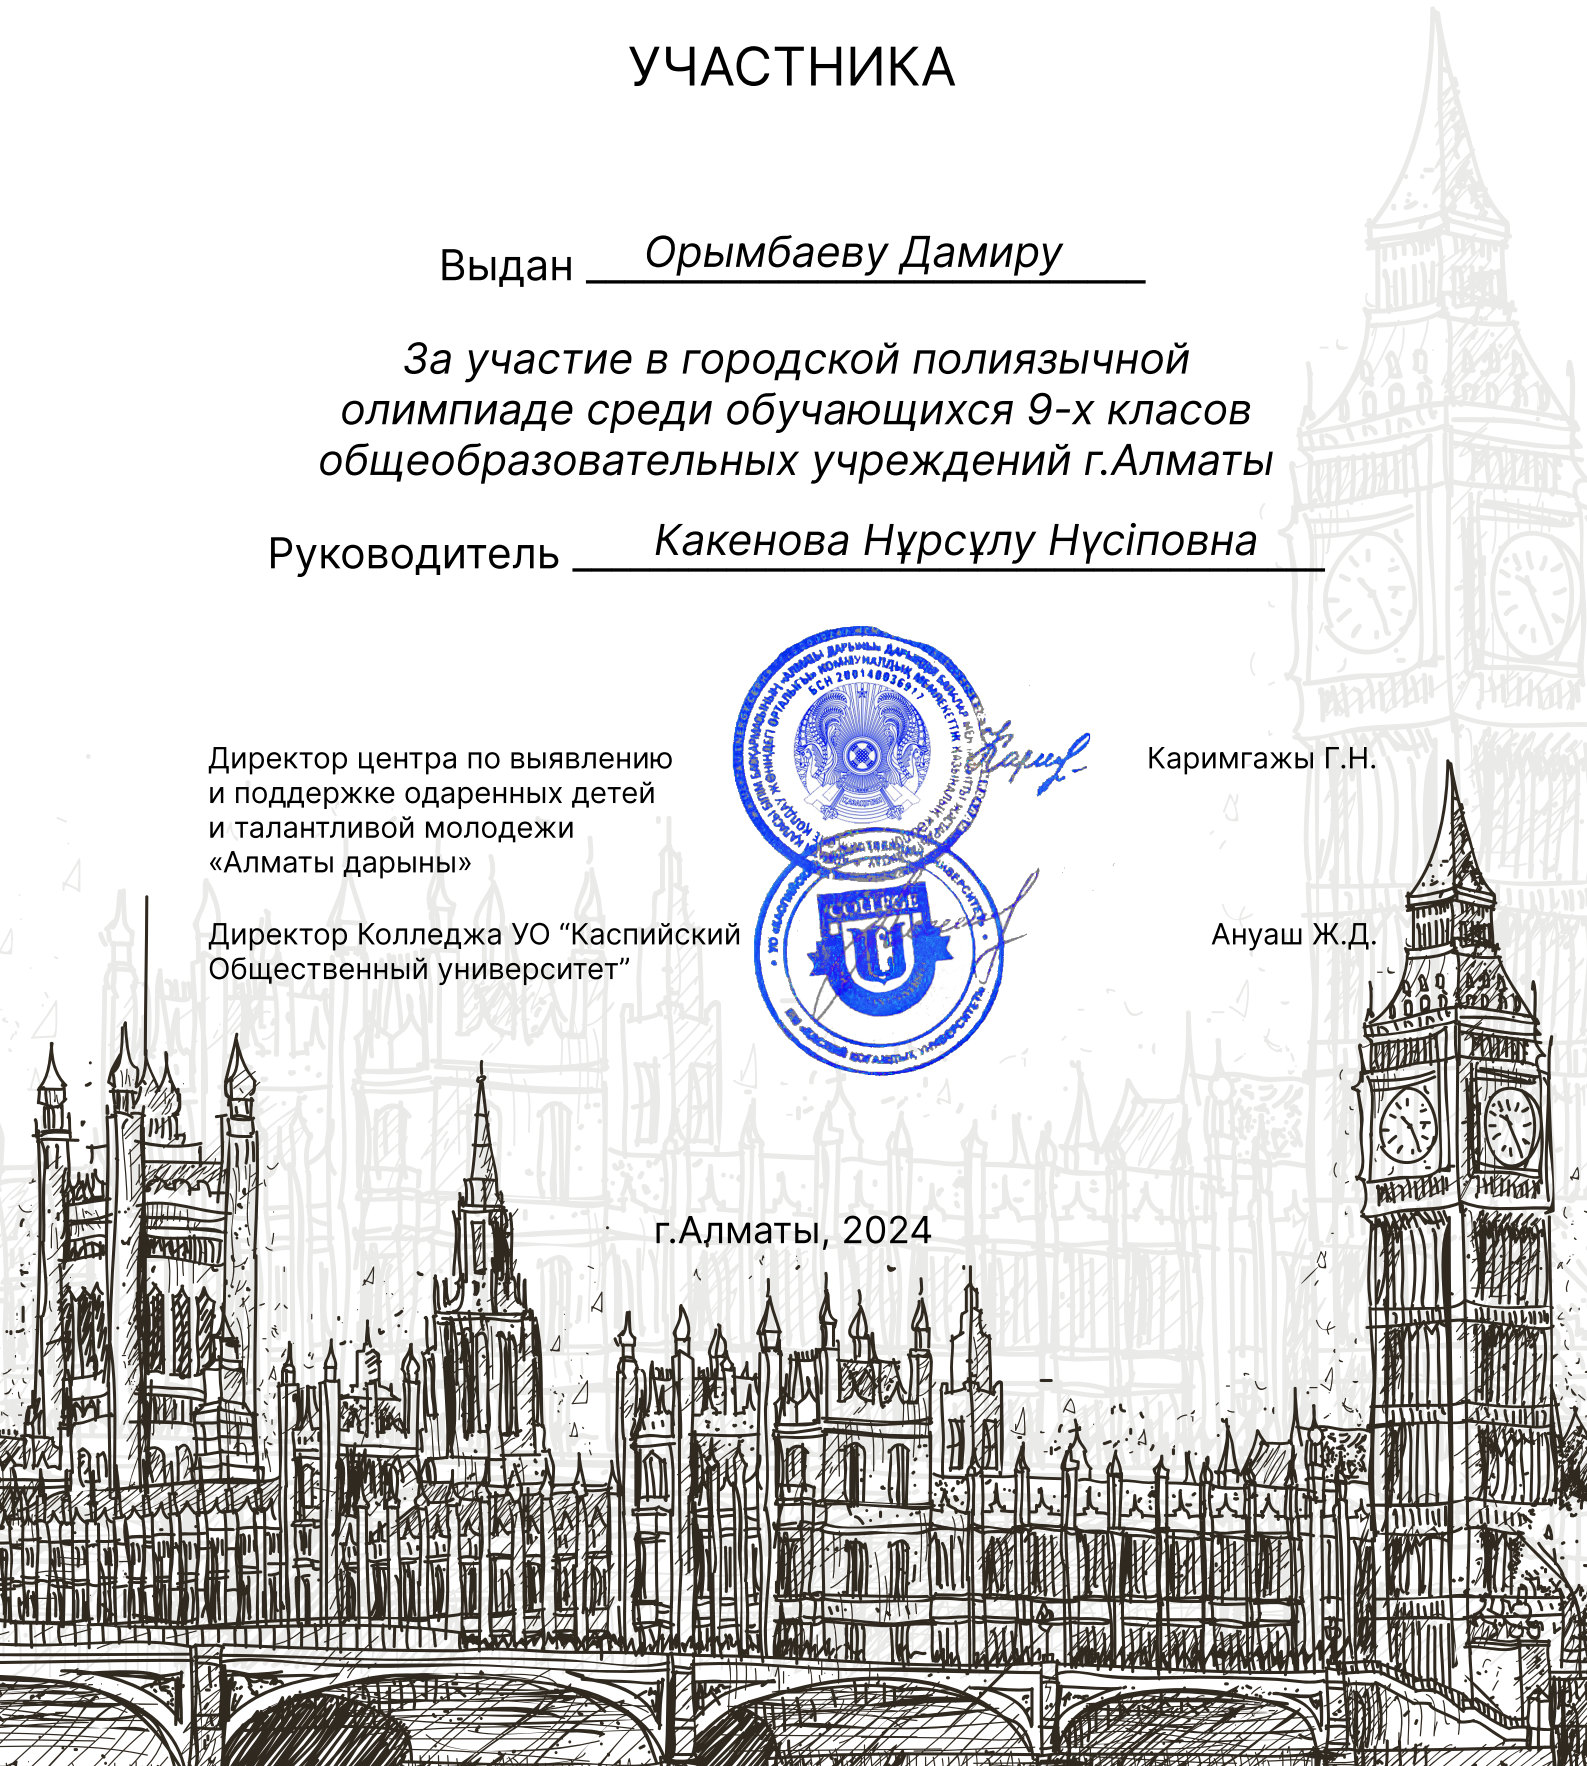 УЧАСТНИКА
Выдан Орымбаеву Дамиру
За участие в городской полиязычной
олимпиаде среди обучающихся 9-х класов
общеобразовательных учреждений г.Алматы
Руководитель Какенова Нұрсұлу Нүсіповна
Директор центра по выявлению
и поддержке одаренных детей
и талантливой молодежи
«Алматы дарыны»
Каримгажы Г.Н.
БСН 200140036917
Директор Колледжа УО “Каспийский
Общественный университет”
Ануаш Ж.Д.
COLLEGE
г.Алматы, 2024